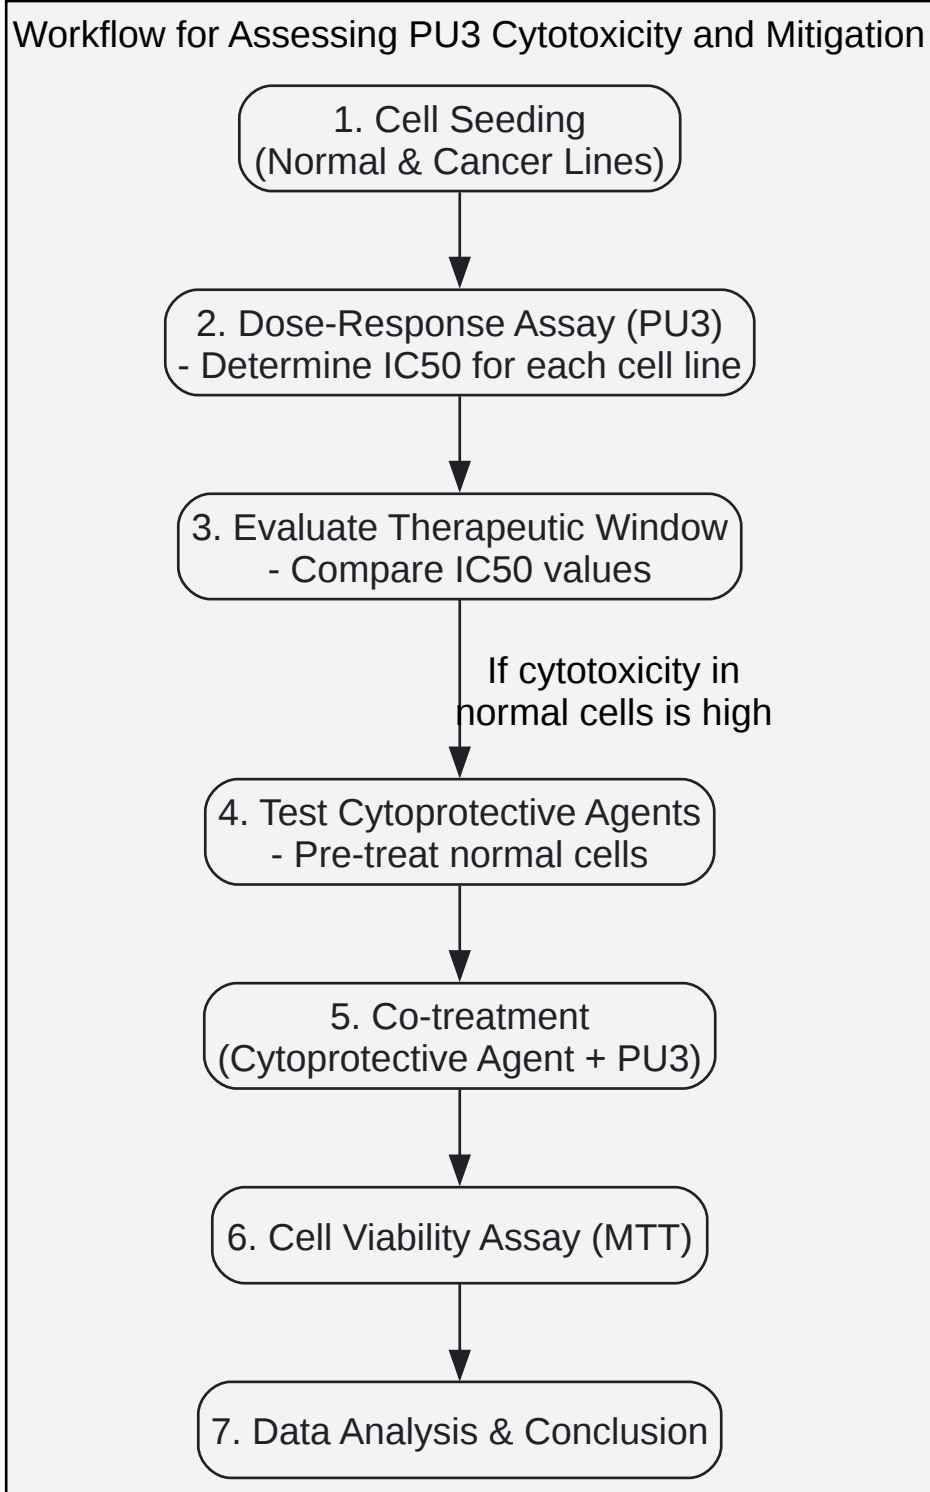 Workflow for Assessing PU3 Cytotoxicity and Mitigation
1. Cell Seeding
(Normal & Cancer Lines)
2. Dose-Response Assay (PU3)
- Determine IC50 for each cell line
3. Evaluate Therapeutic Window
- Compare IC50 values
If cytotoxicity in
normal cells is high
4. Test Cytoprotective Agents
- Pre-treat normal cells
5. Co-treatment
(Cytoprotective Agent + PU3)
6. Cell Viability Assay (MTT)
7. Data Analysis & Conclusion